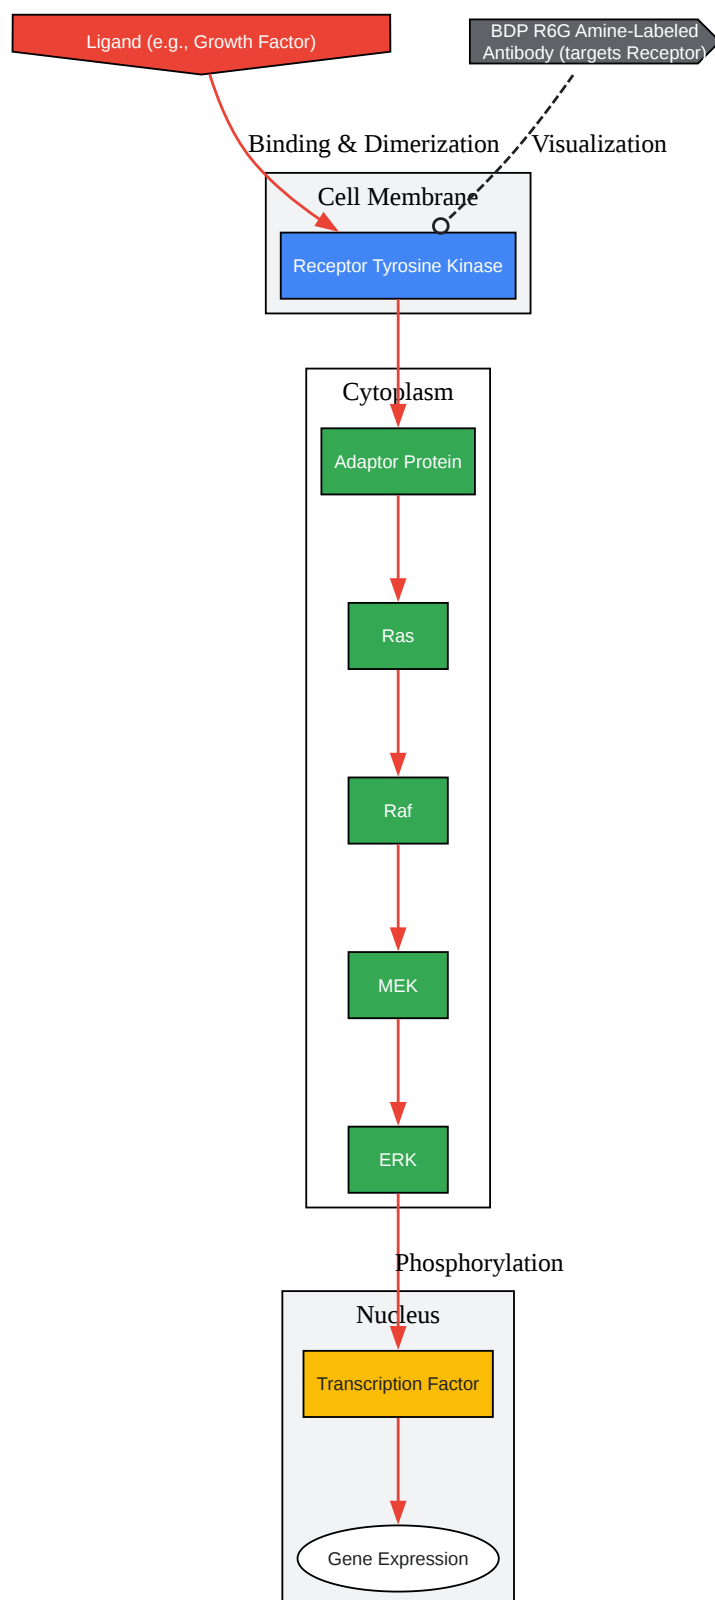 Ligand (e.g., Growth Factor)
BDP R6G Amine-Labeled
Antibody (targets Receptor)
Binding & Dimerization
Visualization
Cell Membrane
Receptor Tyrosine Kinase
Cytoplasm
Adaptor Protein
Ras
Raf
MEK
ERK
Phosphorylation
Nucleus
Transcription Factor
Gene Expression